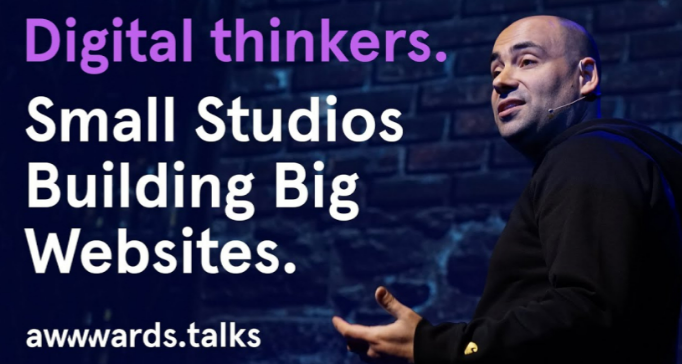 Digital thinkers.
Small Studios
Building Big
Websites.
awwwards.talks